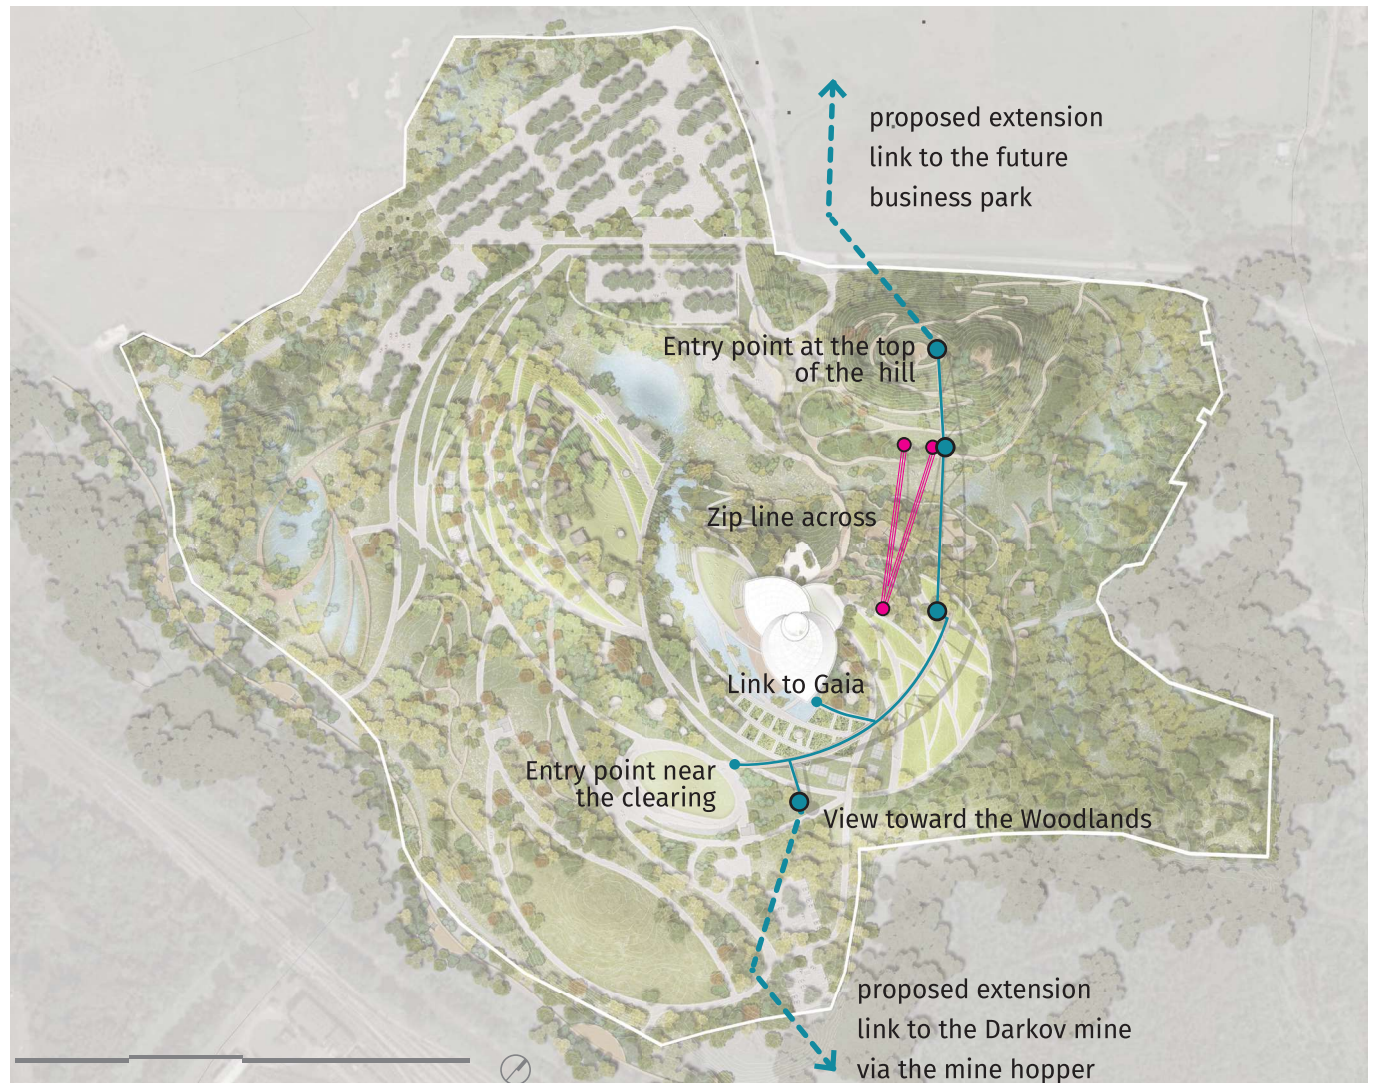 proposed extension
link to the future
business park
Entry point at the top
of the hill
Zip line across
Link to Gaia
Entry point near
the clearing
View toward the Woodlands
proposed extension
link to the Darkov mine
via the mine hopper